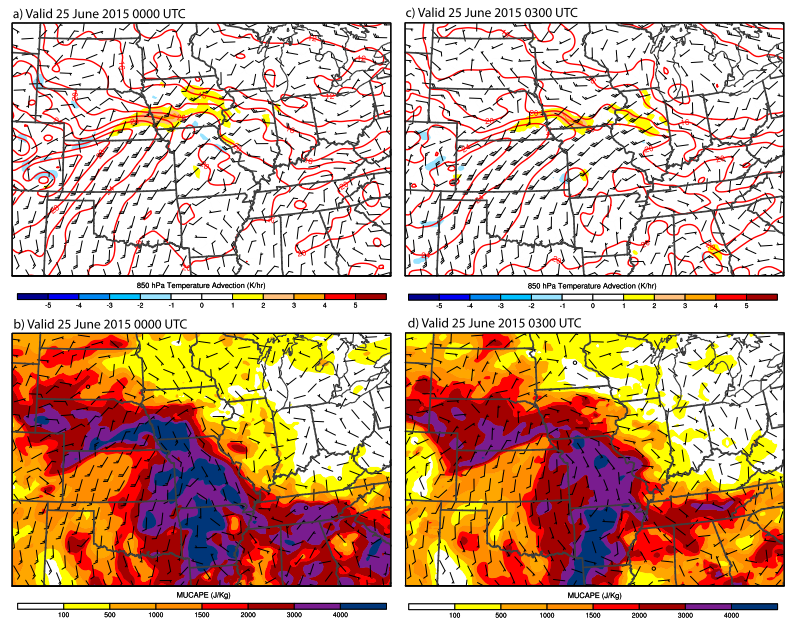 a) Valid 25 June 2015 0000 UTC
850 hPa Temperature Advection (K/hr)
-5 -4 -3 -2 -1 0 1 2 3 4 5
b) Valid 25 June 2015 0000 UTC
MUCAPE (J/Kg)
100 500 1000 1500 2000 3000 4000
c) Valid 25 June 2015 0300 UTC
850 hPa Temperature Advection (K/hr)
-5 -4 -3 -2 -1 0 1 2 3 4 5
d) Valid 25 June 2015 0300 UTC
MUCAPE (J/Kg)
100 500 1000 1500 2000 3000 4000